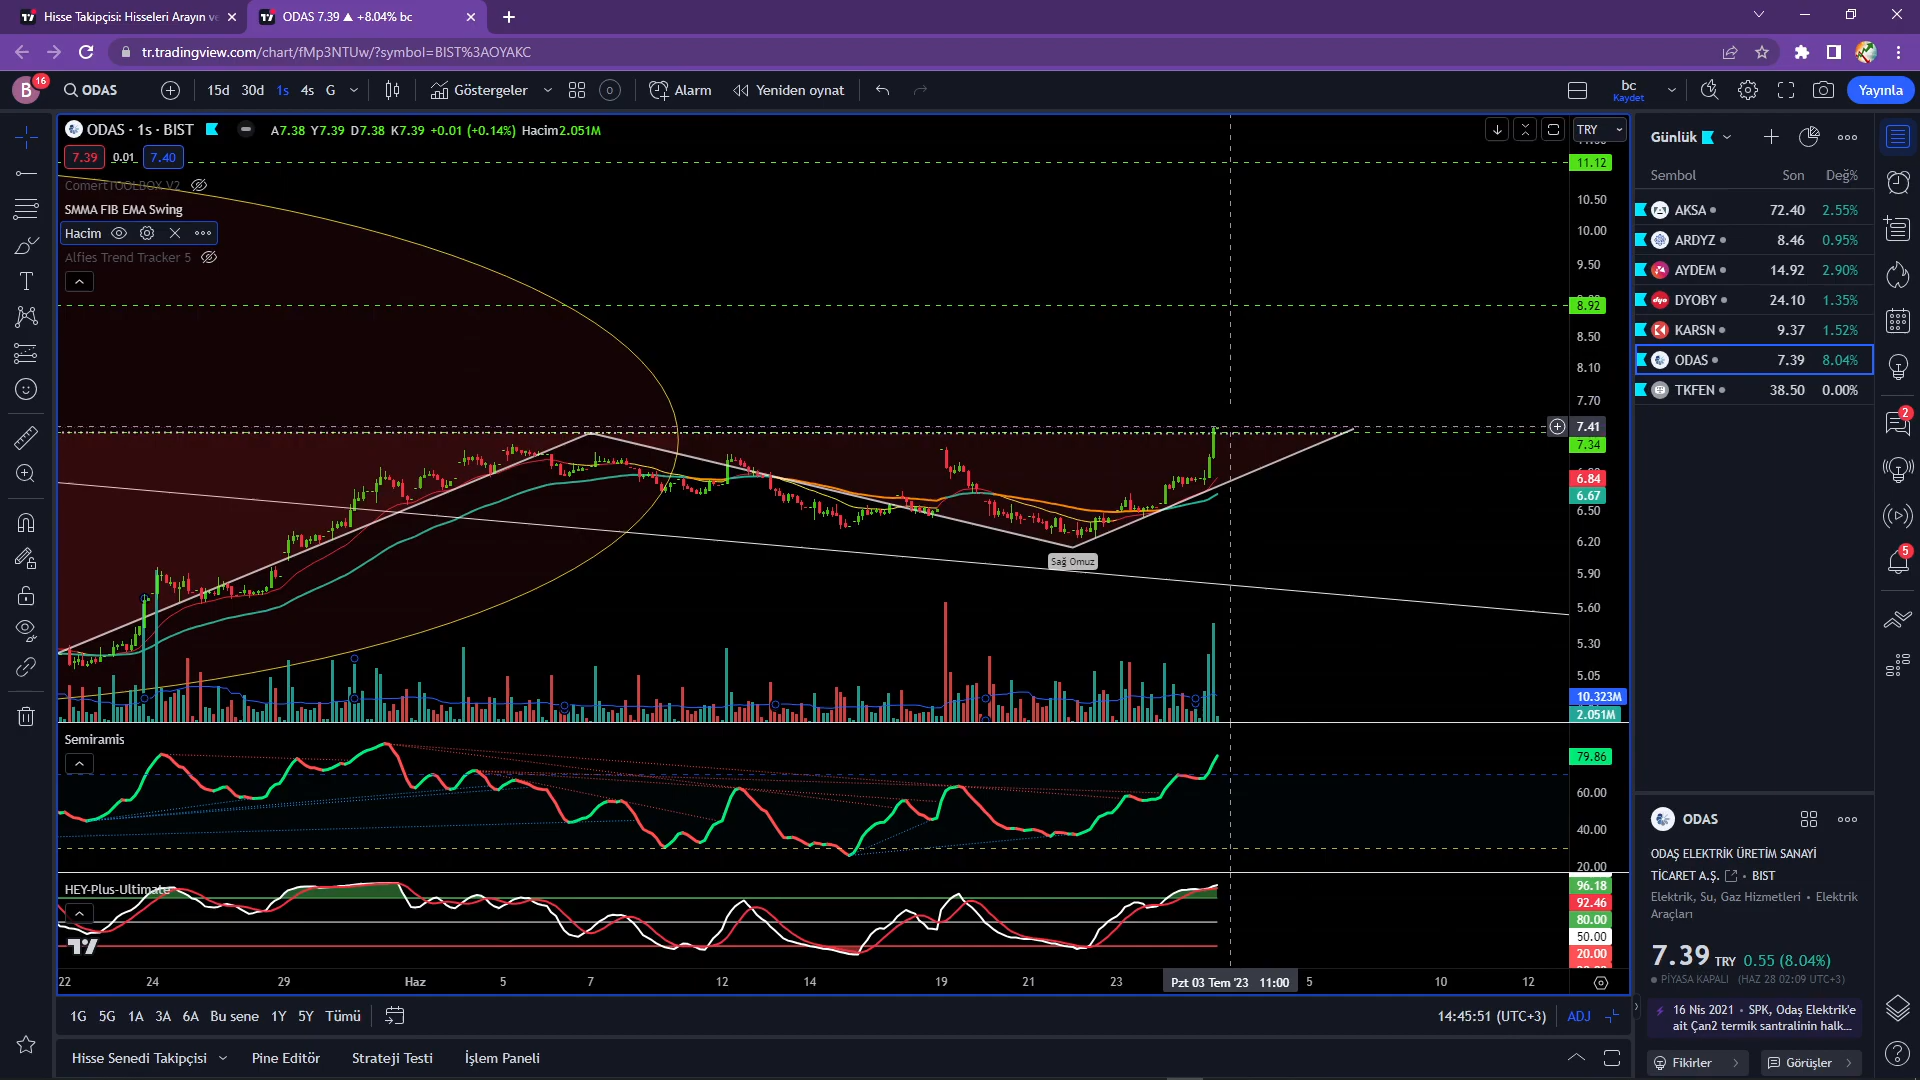 Hisse Takipçisi: Hisseleri Arayın ve
ODAS 7.39 ▲ +8.04% bc
tr.tradingview.com/chart/fMp3NTUw/?symbol=BIST%3AOYAKC
B
16
ODAS
15d 30d 1s 4s G
Göstergeler
Alarm
Yeniden oynat
bc
Kaydet
Yayınla
ODAS · 1s · BIST
A7.38 Y7.39 D7.38 K7.39 +0.01 (+0.14%) Hacim2.051M
7.39 0.01 7.40
ComertTOOLBOX V2
SMMA FIB EMA Swing
Hacim
Alfies Trend Tracker 5
TRY
11.12
10.50
10.00
9.50
8.92
8.50
8.10
7.70
7.41
7.34
6.84
6.67
6.50
6.20
5.90
5.60
5.30
5.05
10.323M
2.051M
Sağ Omuz
Semiramis
79.86
60.00
40.00
20.00
HEY-Plus-Ultimate
96.18
92.46
80.00
50.00
20.00
22 24 29 Haz 5 7 12 14 19 21 23 Pzt 03 Tem '23 11:00 5 10 12
1G 5G 1A 3A 6A Bu sene 1Y 5Y Tümü
14:45:51 (UTC+3) ADJ
Hisse Senedi Takipçisi Pine Editörü Strateji Testi İşlem Paneli
Günlük
Sembol Son Değ%
AKSA 72.40 2.55%
ARDYZ 8.46 0.95%
AYDEM 14.92 2.90%
DYOBY 24.10 1.35%
KARSN 9.37 1.52%
ODAS 7.39 8.04%
TKFEN 38.50 0.00%
2
5
ODAS
ODAŞ ELEKTRİK ÜRETİM SANAYİ
TİCARET A.Ş. • BIST
Elektrik, Su, Gaz Hizmetleri • Elektrik
Araçları
7.39 TRY 0.55 (8.04%)
PİYASA KAPALI (HAZ 28 02:09 UTC+3)
16 Nis 2021 • SPK, Odaş Elektrik'e
ait Çan2 termik santralinin halk...
Fikirler
Görüşler